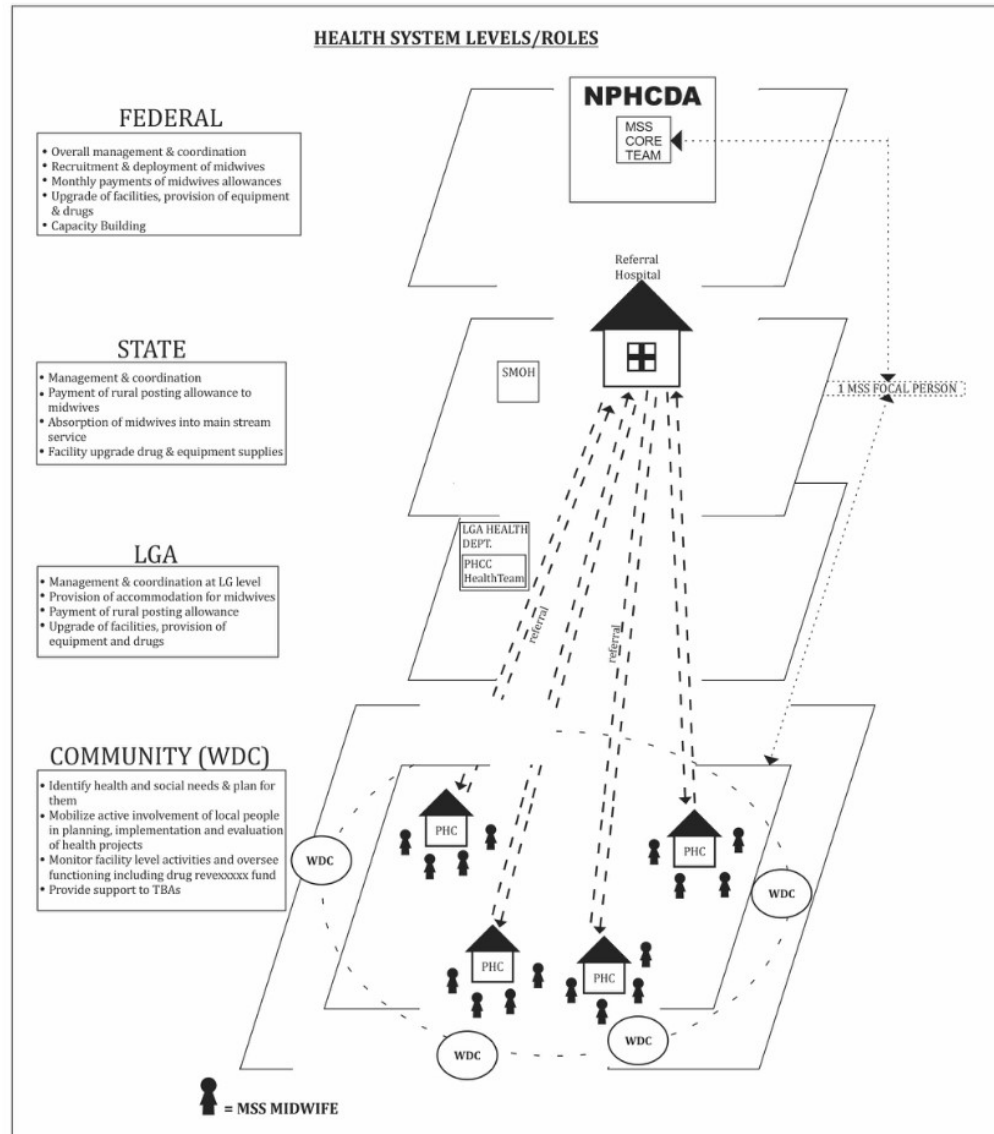 HEALTH SYSTEM LEVELS/ROLES
FEDERAL
• Overall management & coordination
• Recruitment & deployment of midwives
• Monthly payments of midwives allowances
• Upgrade of facilities, provision of equipment
& drugs
• Capacity Building
NPHCDA
MSS
CORE
TEAM
Referral
Hospital
STATE
• Management & coordination
• Payment of rural posting allowance to
midwives
• Absorption of midwives into main stream
service
• Facility upgrade drug & equipment supplies
SMOH
1 MSS FOCAL PERSON
LGA
• Management & coordination at LG level
• Provision of accommodation for midwives
• Payment of rural posting allowance
• Upgrade of facilities, provision of
equipment and drugs
LGA HEALTH
DEPT.
PHCC
HealthTeam
referral
referral
COMMUNITY (WDC)
• Identify health and social needs & plan for
them
• Mobilize active involvement of local people
in planning, implementation and evaluation
of health projects
• Monitor facility level activities and oversee
functioning including drug revexxxxx fund
• Provide support to TBAs
PHC
PHC
WDC
WDC
PHC
PHC
WDC
WDC
= MSS MIDWIFE